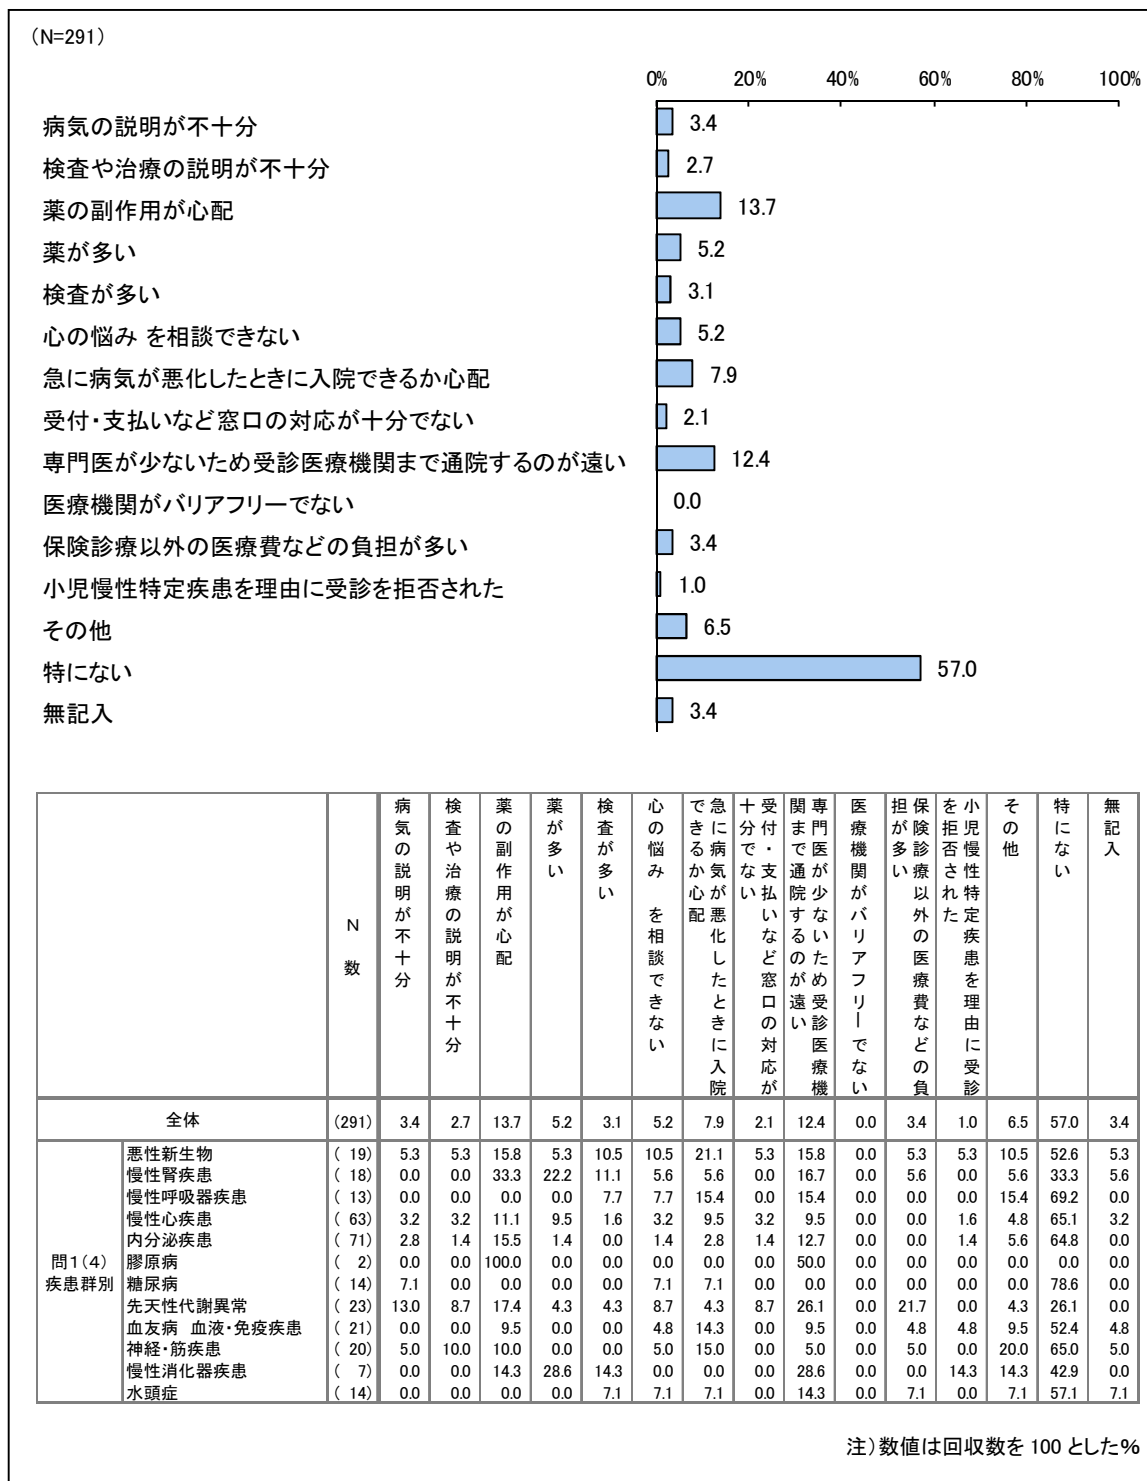 (N=291)
0% 20% 40% 60% 80% 100%
病気の説明が不十分 3.4
検査や治療の説明が不十分 2.7
薬の副作用が心配 13.7
薬が多い 5.2
検査が多い 3.1
心の悩み を相談できない 5.2
急に病気が悪化したときに入院できるか心配 7.9
受付・支払いなど窓口の対応が十分でない 2.1
専門医が少ないため受診医療機関まで通院するのが遠い 12.4
医療機関がバリアフリーでない 0.0
保険診療以外の医療費などの負担が多い 3.4
小児慢性特定疾患を理由に受診を拒否された 1.0
その他 6.5
特にない 57.0
無記入 3.4
N数
病気の説明が不十分
検査や治療の説明が不十分
薬の副作用が心配
薬が多い
検査が多い
心の悩み を相談できない
急に病気が悪化したときに入院
できるか心配
受付・支払いなど窓口の対応が
十分でない
専門医が少ないため受診医療機
関まで通院するのが遠い
医療機関がバリアフリーでない
保険診療以外の医療費などの負
担が多い
小児慢性特定疾患を理由に受診
を拒否された
その他
特にない
無記入
全体 (291) 3.4 2.7 13.7 5.2 3.1 5.2 7.9 2.1 12.4 0.0 3.4 1.0 6.5 57.0 3.4
問1(4)
疾患群別
悪性新生物 ( 19) 5.3 5.3 15.8 5.3 10.5 10.5 21.1 5.3 15.8 0.0 5.3 5.3 10.5 52.6 5.3
慢性腎疾患 ( 18) 0.0 0.0 33.3 22.2 11.1 5.6 5.6 0.0 16.7 0.0 5.6 0.0 5.6 33.3 5.6
慢性呼吸器疾患 ( 13) 0.0 0.0 0.0 0.0 7.7 7.7 15.4 0.0 15.4 0.0 0.0 0.0 15.4 69.2 0.0
慢性心疾患 ( 63) 3.2 3.2 11.1 9.5 1.6 3.2 9.5 3.2 9.5 0.0 0.0 1.6 4.8 65.1 3.2
内分泌疾患 ( 71) 2.8 1.4 15.5 1.4 0.0 1.4 2.8 1.4 12.7 0.0 0.0 1.4 5.6 64.8 0.0
膠原病 ( 2) 0.0 0.0 100.0 0.0 0.0 0.0 0.0 0.0 50.0 0.0 0.0 0.0 0.0 0.0 0.0
糖尿病 ( 14) 7.1 0.0 0.0 0.0 0.0 7.1 7.1 0.0 0.0 0.0 0.0 0.0 0.0 78.6 0.0
先天性代謝異常 ( 23) 13.0 8.7 17.4 4.3 4.3 8.7 4.3 8.7 26.1 0.0 21.7 0.0 4.3 26.1 0.0
血友病 血液・免疫疾患 ( 21) 0.0 0.0 9.5 0.0 0.0 4.8 14.3 0.0 9.5 0.0 4.8 4.8 9.5 52.4 4.8
神経・筋疾患 ( 20) 5.0 10.0 10.0 0.0 0.0 5.0 15.0 0.0 5.0 0.0 5.0 0.0 20.0 65.0 5.0
慢性消化器疾患 ( 7) 0.0 0.0 14.3 28.6 14.3 0.0 0.0 0.0 28.6 0.0 0.0 14.3 14.3 42.9 0.0
水頭症 ( 14) 0.0 0.0 0.0 0.0 7.1 7.1 7.1 0.0 14.3 0.0 7.1 0.0 7.1 57.1 7.1
注)数値は回収数を 100 とした%